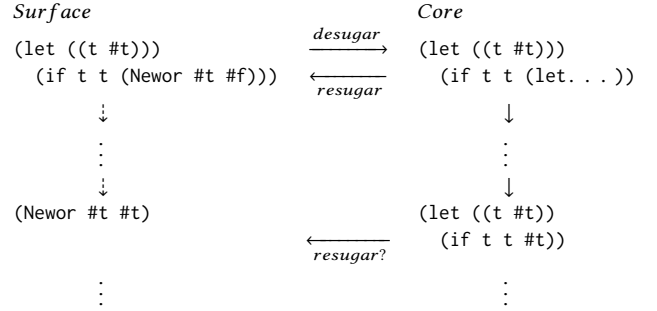 Surface Core
(let ((t #t))) desugar (let ((t #t)))
(if t t (Newor #t #f))) resugar (if t t (let. . . ))
(Newor #t #t) (let ((t #t))
(if t t #t))
resugar?